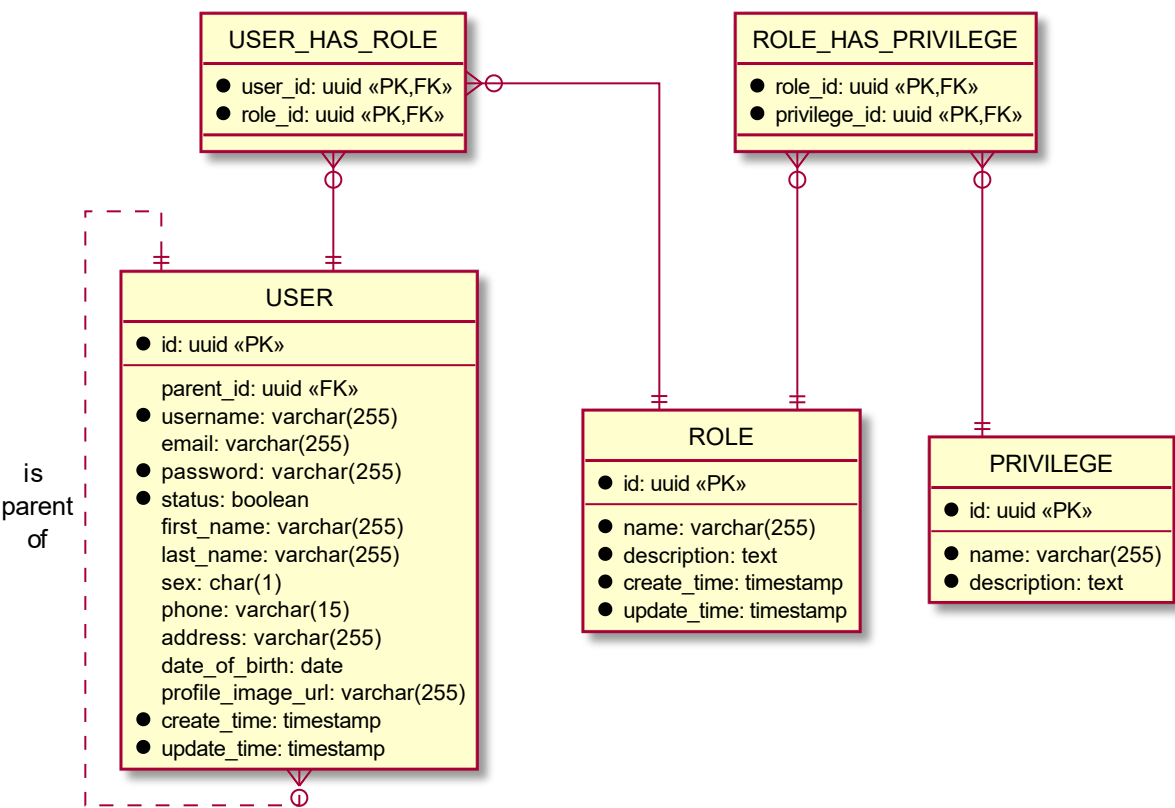 USER_HAS_ROLE
● user_id: uuid «PK,FK»
● role_id: uuid «PK,FK»
ROLE_HAS_PRIVILEGE
● role_id: uuid «PK,FK»
● privilege_id: uuid «PK,FK»
is
parent
of
USER
● id: uuid «PK»
parent_id: uuid «FK»
● username: varchar(255)
email: varchar(255)
● password: varchar(255)
● status: boolean
first_name: varchar(255)
last_name: varchar(255)
sex: char(1)
phone: varchar(15)
address: varchar(255)
date_of_birth: date
profile_image_url: varchar(255)
● create_time: timestamp
● update_time: timestamp
ROLE
● id: uuid «PK»
● name: varchar(255)
● description: text
● create_time: timestamp
● update_time: timestamp
PRIVILEGE
● id: uuid «PK»
● name: varchar(255)
● description: text